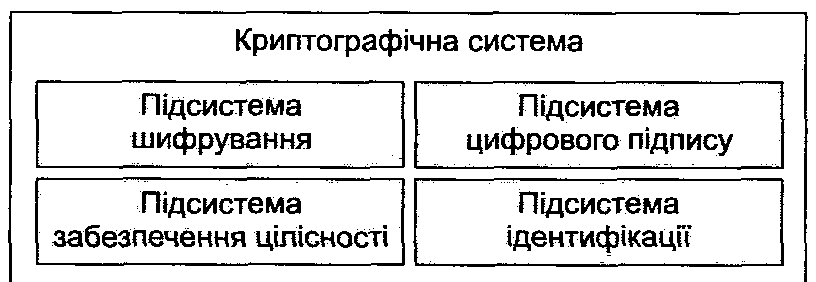 Криптографічна система
Підсистема
шифрування
Підсистема
цифрового підпису
Підсистема
забезпечення цілісності
Підсистема
ідентифікації